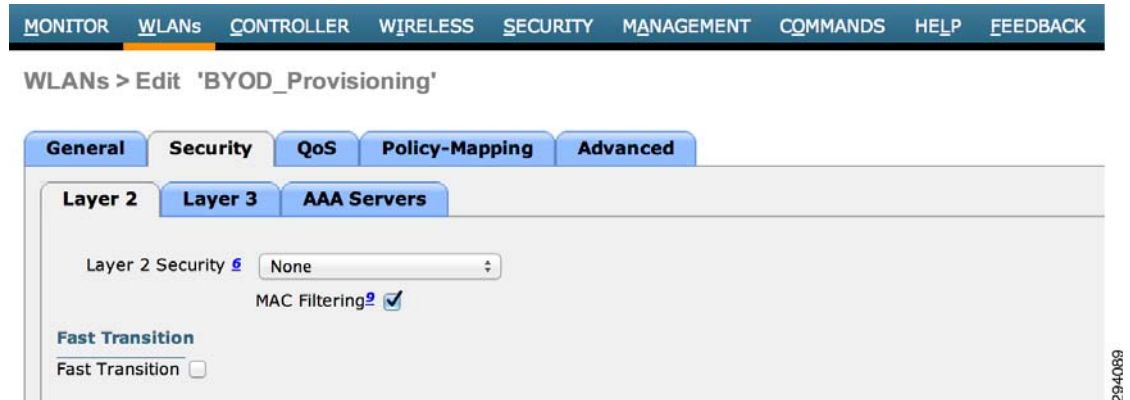 MONITOR WLANs CONTROLLER WIRELESS SECURITY MANAGEMENT COMMANDS HELP FEEDBACK
WLANs > Edit 'BYOD_Provisioning'
General Security QoS Policy-Mapping Advanced
Layer 2 Layer 3 AAA Servers
Layer 2 Security 6 None
MAC Filtering9
Fast Transition
Fast Transition
294089